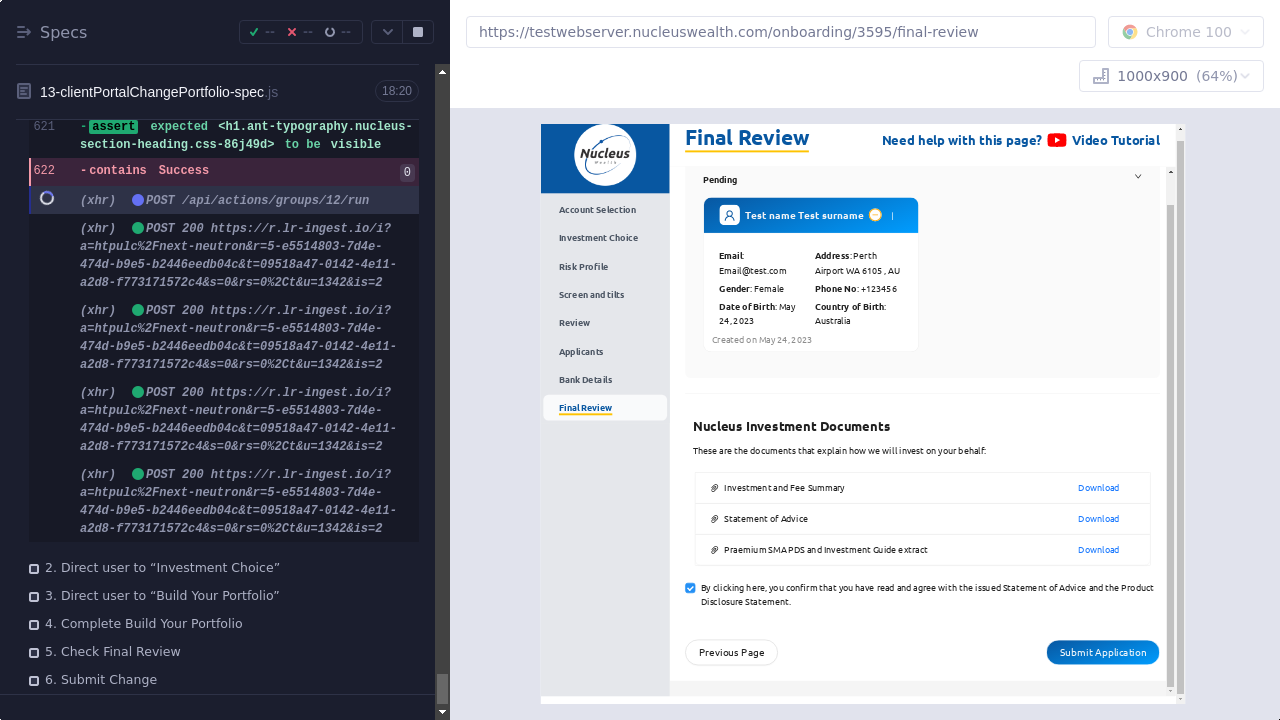 Specs
--
--
--
https://testwebserver.nucleuswealth.com/onboarding/3595/final-review
Chrome 100
1000x900 (64%)
13-clientPortalChangePortfolio-spec.js
18:20
621 -assert expected <h1.ant-typography.nucleus-
section-heading.css-86j49d> to be visible
622 -contains Success 0
(xhr) POST /api/actions/groups/12/run
(xhr) POST 200 https://r.lr-ingest.io/i?
a=htpulc%2Fnext-neutron&r=5-e5514803-7d4e-
474d-b9e5-b2446eedb04c&t=09518a47-0142-4e11-
a2d8-f773171572c4&s=0&rs=0%2Ct&u=1342&is=2
(xhr) POST 200 https://r.lr-ingest.io/i?
a=htpulc%2Fnext-neutron&r=5-e5514803-7d4e-
474d-b9e5-b2446eedb04c&t=09518a47-0142-4e11-
a2d8-f773171572c4&s=0&rs=0%2Ct&u=1342&is=2
(xhr) POST 200 https://r.lr-ingest.io/i?
a=htpulc%2Fnext-neutron&r=5-e5514803-7d4e-
474d-b9e5-b2446eedb04c&t=09518a47-0142-4e11-
a2d8-f773171572c4&s=0&rs=0%2Ct&u=1342&is=2
(xhr) POST 200 https://r.lr-ingest.io/i?
a=htpulc%2Fnext-neutron&r=5-e5514803-7d4e-
474d-b9e5-b2446eedb04c&t=09518a47-0142-4e11-
a2d8-f773171572c4&s=0&rs=0%2Ct&u=1342&is=2
2. Direct user to “Investment Choice”
3. Direct user to “Build Your Portfolio”
4. Complete Build Your Portfolio
5. Check Final Review
6. Submit Change
Nucleus
Wealth
Account Selection
Investment Choice
Risk Profile
Screen and tilts
Review
Applicants
Bank Details
Final Review
Final Review
Need help with this page? Video Tutorial
Pending
Test name Test surname |
Email:
Email@test.com
Gender: Female
Date of Birth: May
24, 2023
Address: Perth
Airport WA 6105 , AU
Phone No: +123456
Country of Birth:
Australia
Created on May 24, 2023
Nucleus Investment Documents
These are the documents that explain how we will invest on your behalf:
Investment and Fee Summary Download
Statement of Advice Download
Praemium SMA PDS and Investment Guide extract Download
By clicking here, you confirm that you have read and agree with the issued Statement of Advice and the Product
Disclosure Statement.
Previous Page
Submit Application